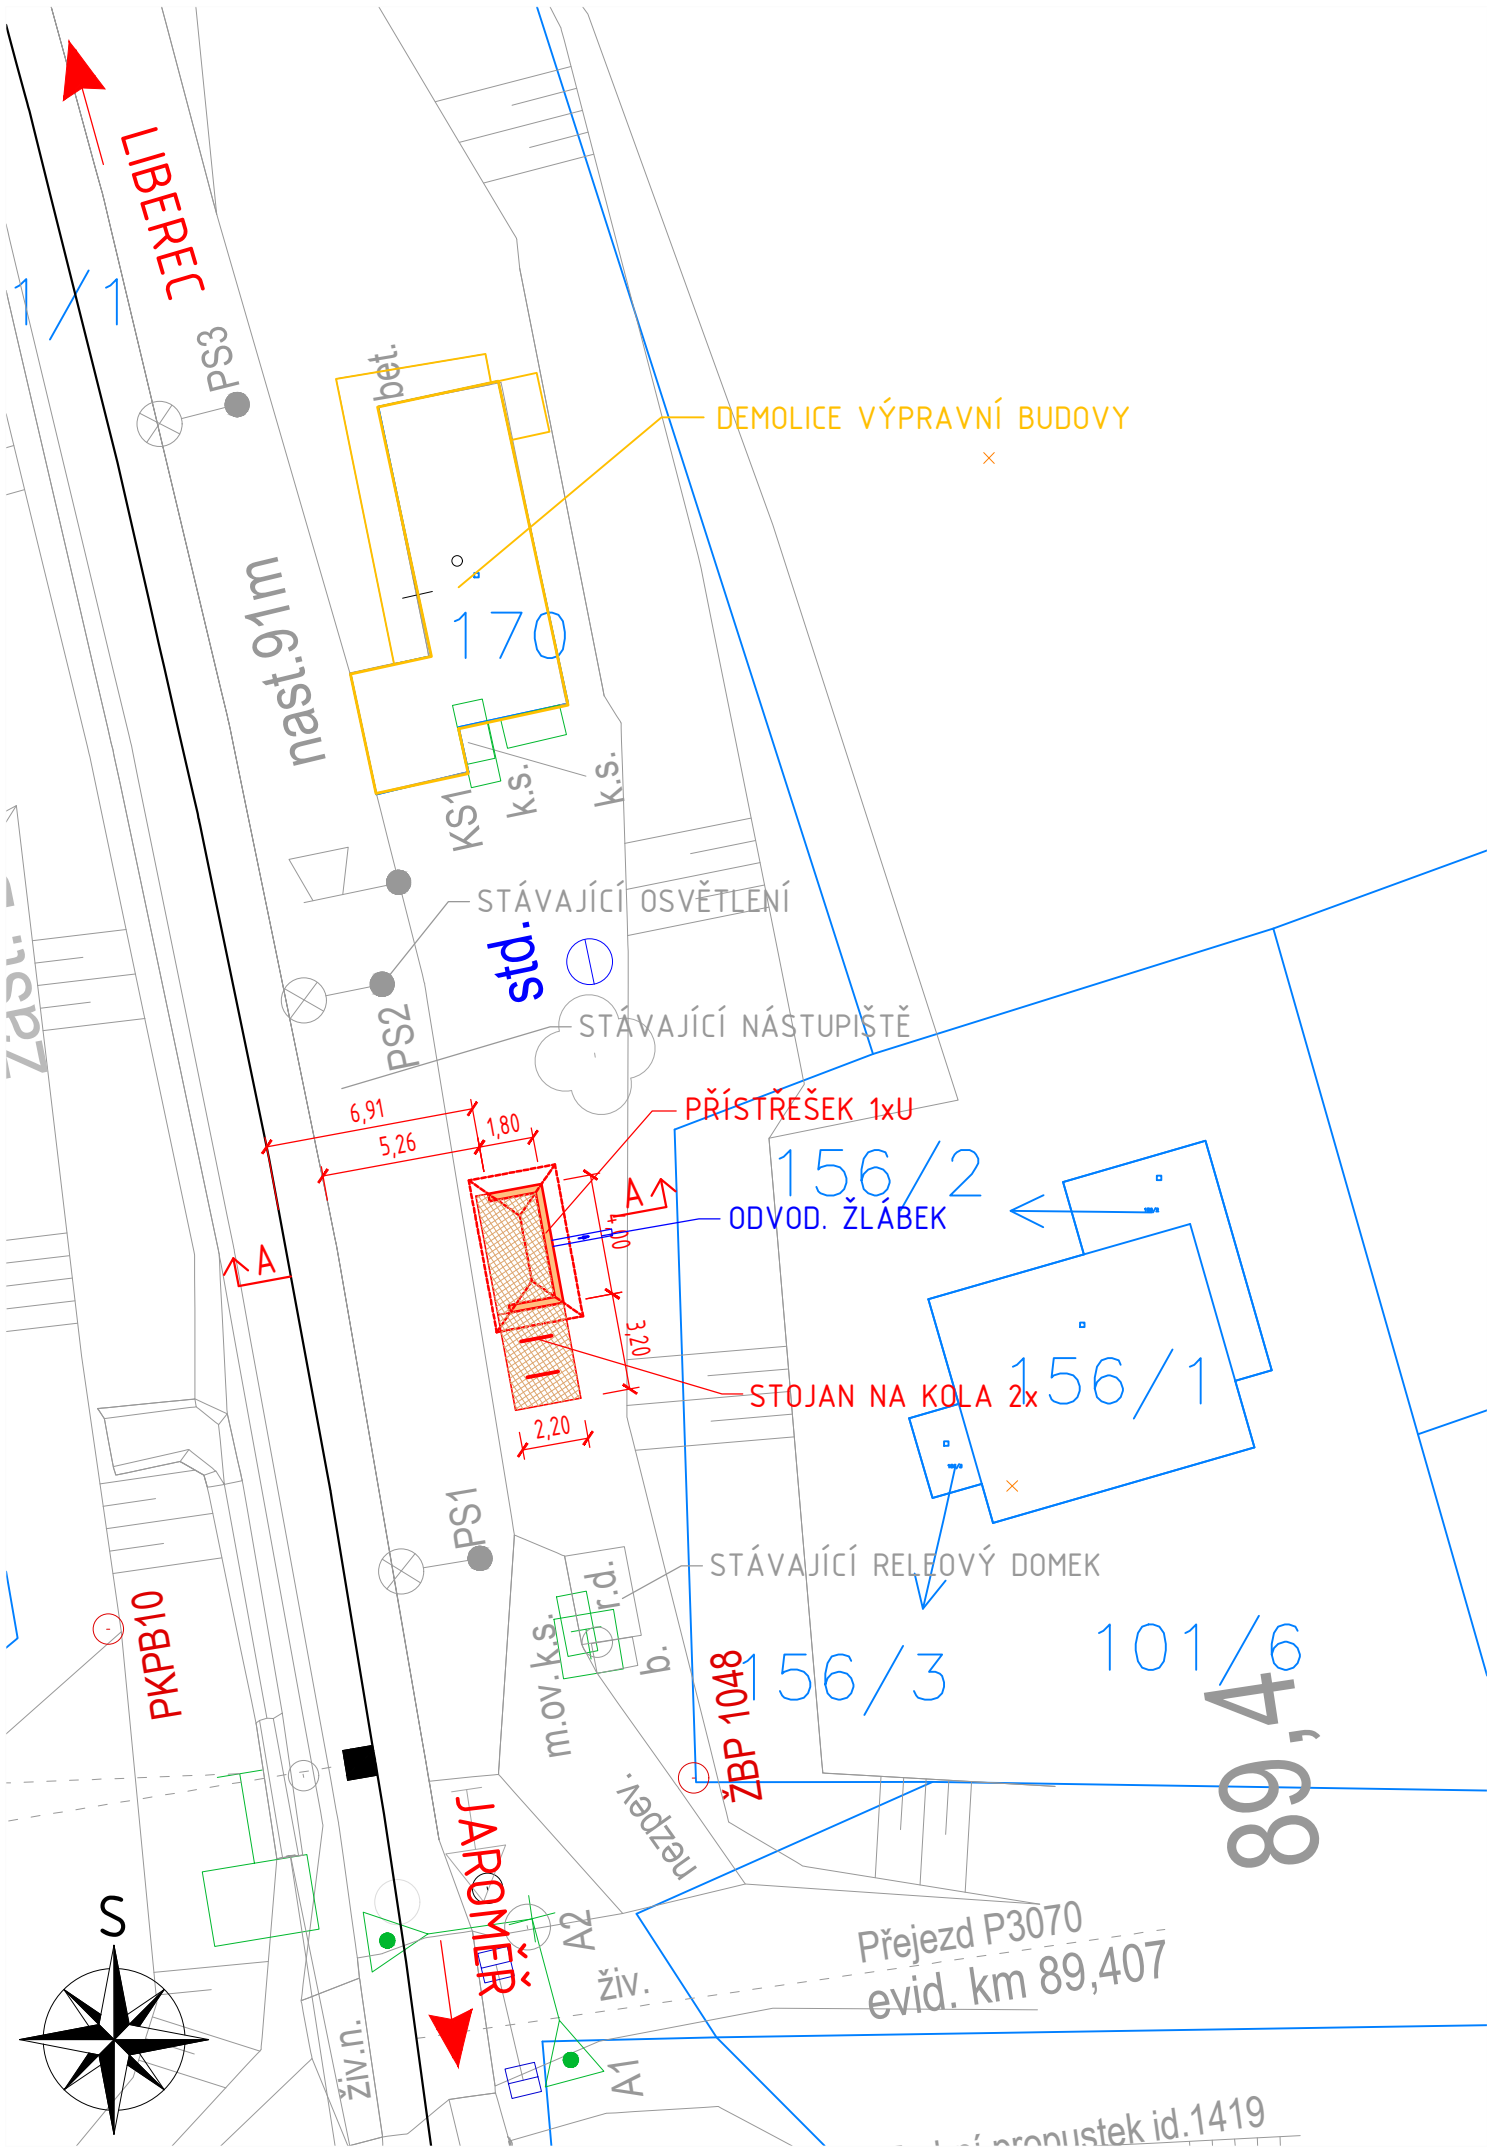 LIBEREC
1/1
PS3
bet.
DEMOLICE VÝPRAVNÍ BUDOVY
nast.91m
170
KS1
k.s.
k.s.
STÁVAJÍCÍ OSVĚTLENÍ
std.
PS2
STÁVAJÍCÍ NÁSTUPIŠTĚ
6,91
1,80
5,26
PŘÍSTŘEŠEK 1xU
156/2
A
ODVOD. ŽLÁBEK
4,00
A
3,20
156/1
STOJAN NA KOLA 2x
2,20
PS1
STÁVAJÍCÍ RELEOVÝ DOMEK
r.d.
m.ov.k.s.
b.
PKPB10
ŽBP 1048
156/3
101/6
89,4
nezpev.
JAROMĚŘ
S
A2
Přejezd P3070
evid. km 89,407
živ.
živ.n.
A1
propustek id.1419